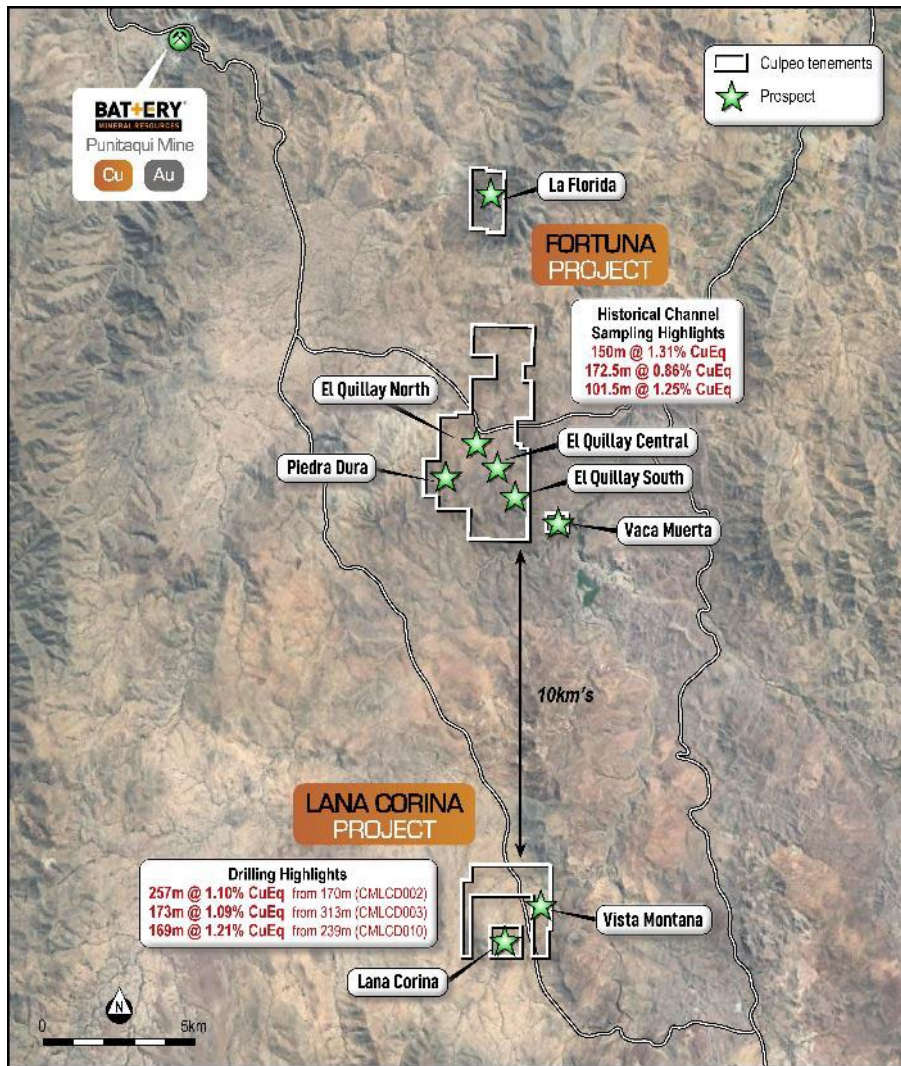 BATTERY
MINERAL RESOURCES
Punitaqui Mine
Cu Au
Culpeo tenements
Prospect
La Florida
FORTUNA
PROJECT
Historical Channel
Sampling Highlights
150m @ 1.31% CuEq
172.5m @ 0.86% CuEq
101.5m @ 1.25% CuEq
El Quillay North
El Quillay Central
Piedra Dura
El Quillay South
Vaca Muerta
10km's
LANA CORINA
PROJECT
Drilling Highlights
257m @ 1.10% CuEq from 170m (CMLCD002)
173m @ 1.09% CuEq from 313m (CMLCD003)
169m @ 1.21% CuEq from 239m (CMLCD010)
Vista Montana
Lana Corina
N
0 5km